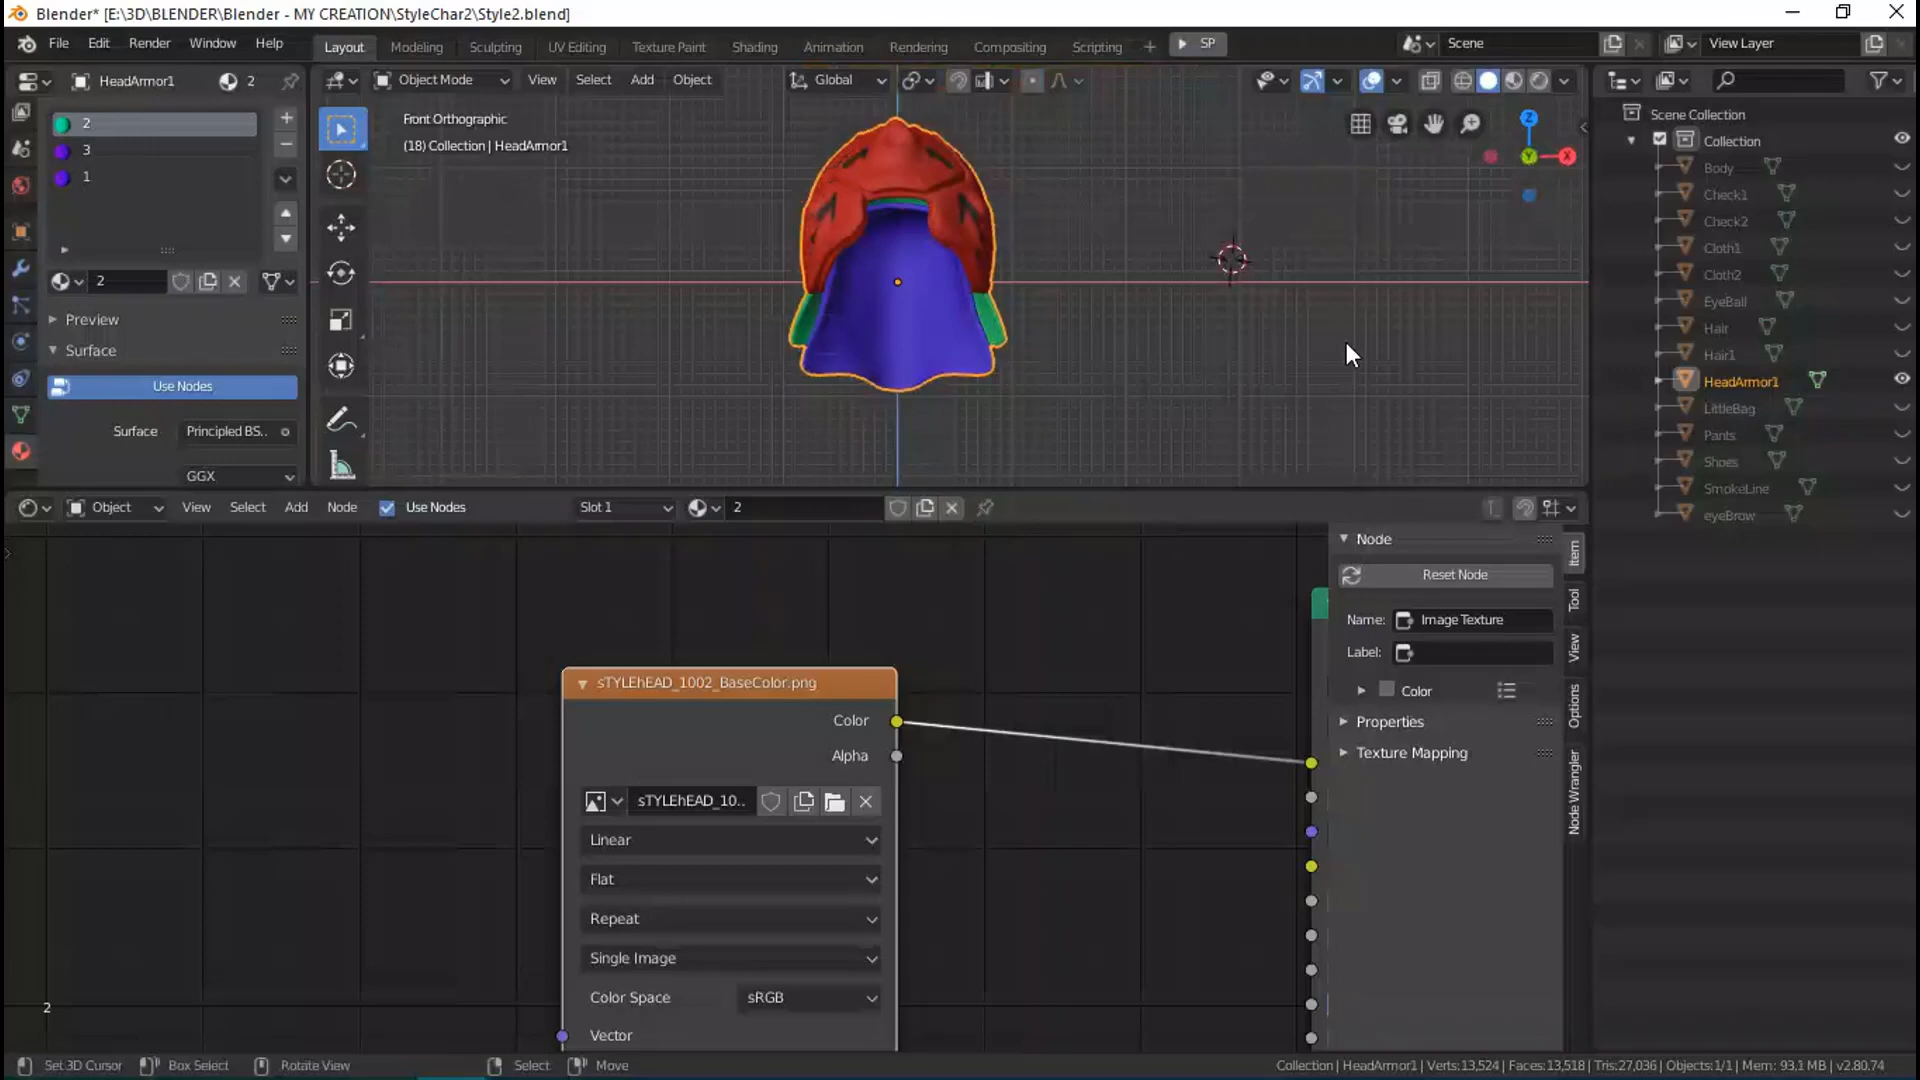 Blender* [E:\3D\BLENDER\Blender - MY CREATION\StyleChar2\Style2.blend]
File Edit Render Window Help
Layout Modeling Sculpting UV Editing Texture Paint Shading Animation Rendering Compositing Scripting + SP
Scene
View Layer
HeadArmor1 2
2
3
1
2
Preview
Surface
Use Nodes
Surface Principled BS..
GGX
Object Mode View Select Add Object Global
Front Orthographic
(18) Collection | HeadArmor1
Z
Y
X
Scene Collection
Collection
Body
Check1
Check2
Cloth1
Cloth2
EyeBall
Hair
Hair1
HeadArmor1
LittleBag
Pants
Shoes
SmokeLine
eyeBrow
Object View Select Add Node Use Nodes Slot 1 2
sTYLEhEAD_1002_BaseColor.png
Color
Alpha
sTYLEhEAD_10..
Linear
Flat
Repeat
Single Image
Color Space sRGB
Vector
2
Node
Reset Node
Name: Image Texture
Label:
Color
Properties
Texture Mapping
Item
Tool
View
Options
Node Wrangler
Set 3D Cursor Box Select Rotate View Select Move
Collection | HeadArmor1 | Verts:13,524 | Faces:13,518 | Tris:27,036 | Objects:1/1 | Mem: 93.1 MB | v2.80.74